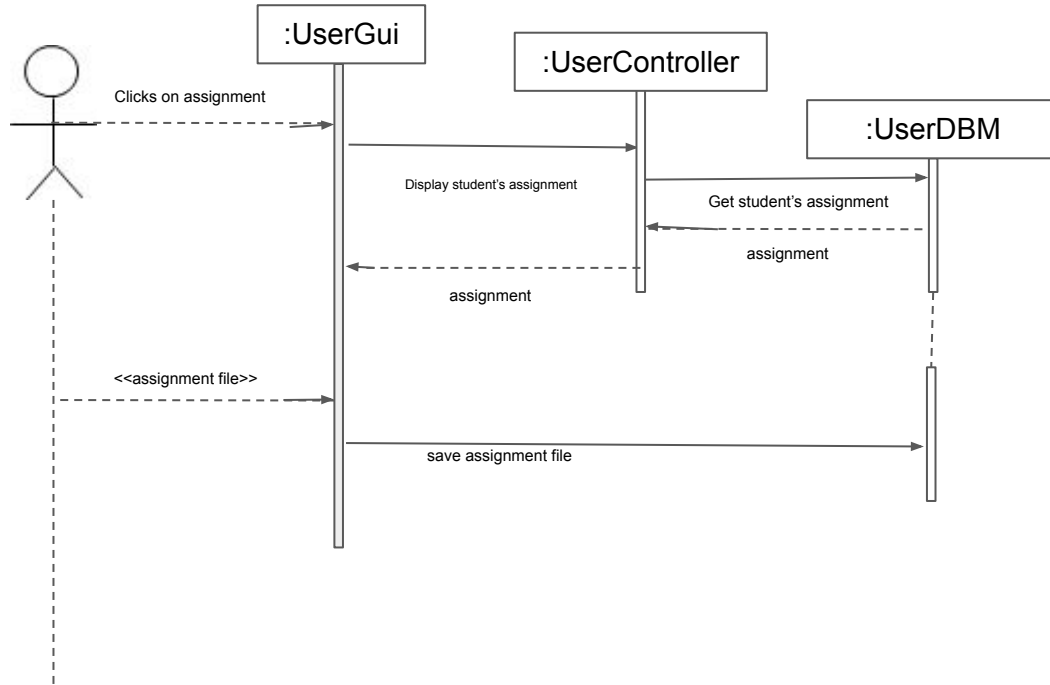 :UserGui
:UserController
:UserDBM
Clicks on assignment
Display student’s assignment
Get student’s assignment
assignment
assignment
<<assignment file>>
save assignment file